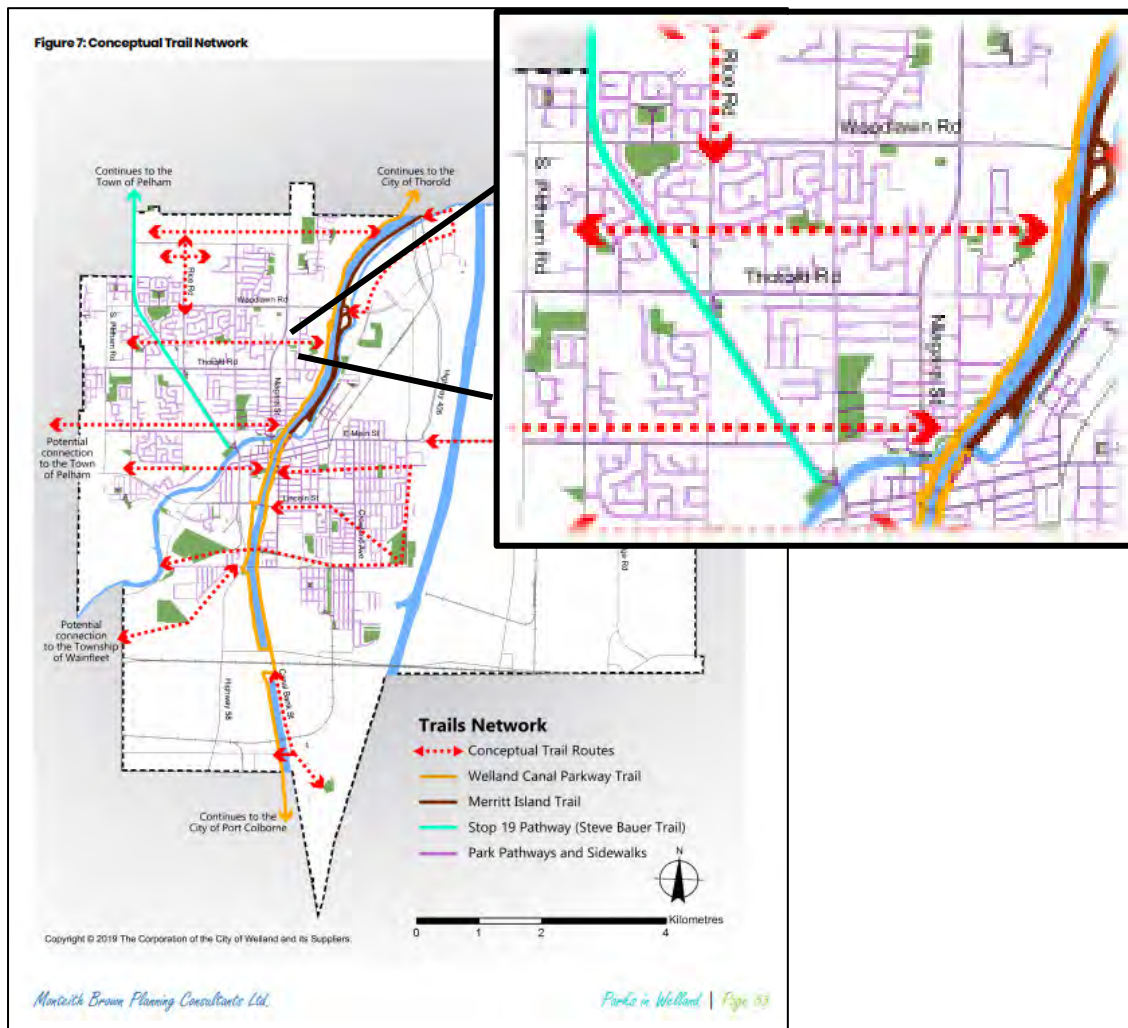 Figure 7: Conceptual Trail Network
Continues to the
Town of Pelham
Continues to the
City of Thorold
Rice Rd
Woodlawn Rd
S. Pelham Rd
Thorold Rd
Niagara St
Highway 406
E Main St
Potential
connection
to the Town
of Pelham
Lincoln St
Potential
connection
to the Township
of Wainfleet
Highway 58
Canal Bank St
Continues to the
City of Port Colborne
Trails Network
Conceptual Trail Routes
Welland Canal Parkway Trail
Merritt Island Trail
Stop 19 Pathway (Steve Bauer Trail)
Park Pathways and Sidewalks
N
Kilometres
0 1 2 4
Copyright © 2019 The Corporation of the City of Welland and its Suppliers.
Monteith Brown Planning Consultants Ltd.
Parks in Welland | Page 53
Rice Rd
Woodlawn Rd
S. Pelham Rd
Thorold Rd
Niagara St
E